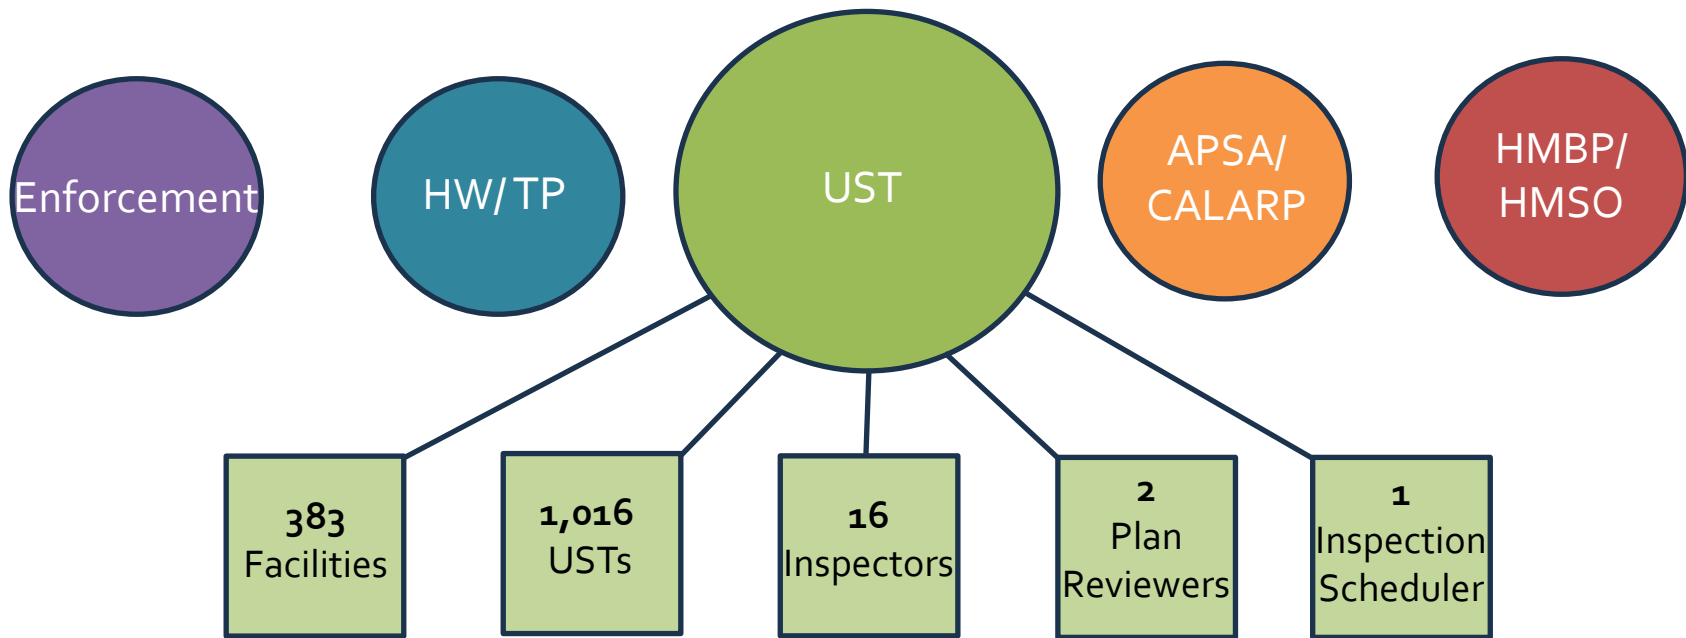 Enforcement
HW/ TP
UST
APSA/
CALARP
HMBP/
HMSO
383
Facilities
1,016
USTs
16
Inspectors
2
Plan
Reviewers
1
Inspection
Scheduler